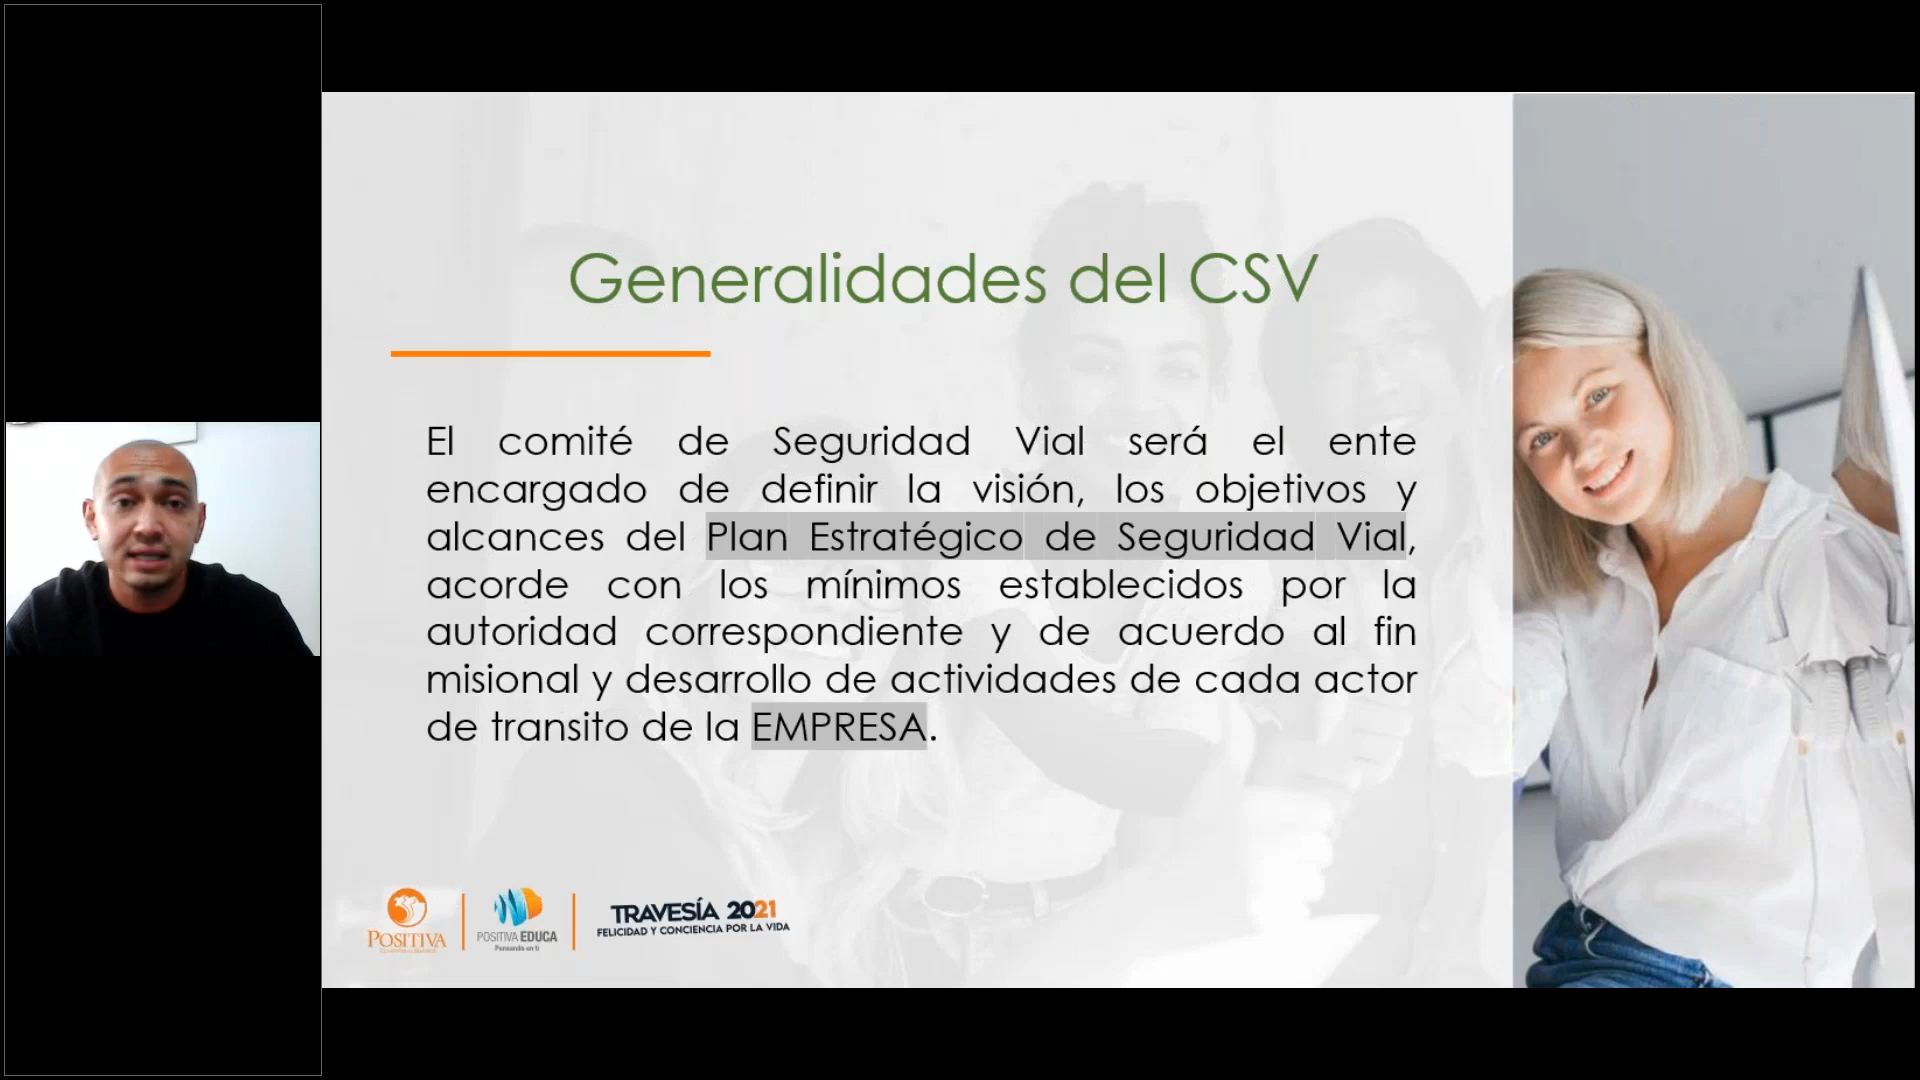 Generalidades del CSV
El comité de Seguridad Vial será el ente
encargado de definir la visión, los objetivos y
alcances del Plan Estratégico de Seguridad Vial,
acorde con los mínimos establecidos por la
autoridad correspondiente y de acuerdo al fin
misional y desarrollo de actividades de cada actor
de transito de la EMPRESA.
POSITIVA
POSITIVA EDUCA
Pensando en ti
TRAVESÍA 2021
FELICIDAD Y CONCIENCIA POR LA VIDA